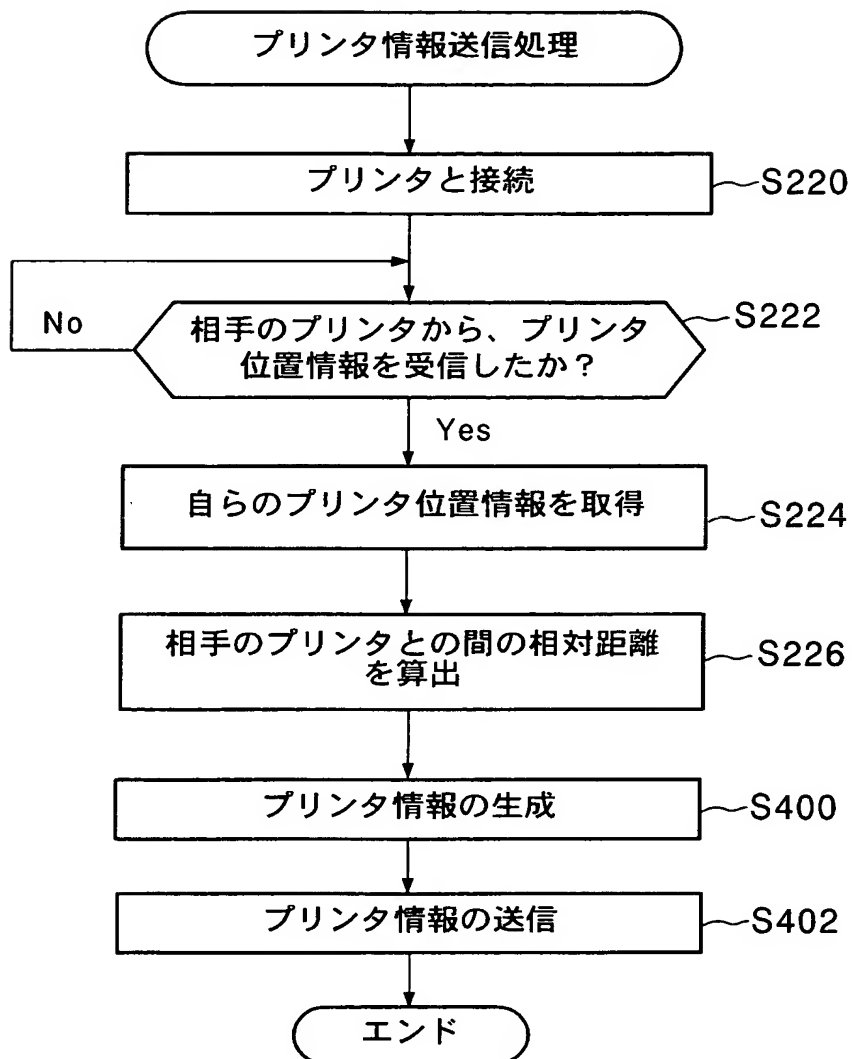 プリンタ情報送信処理
プリンタと接続
S220
No
相手のプリンタから、プリンタ
位置情報を受信したか？
S222
Yes
自らのプリンタ位置情報を取得
S224
相手のプリンタとの間の相対距離
を算出
S226
プリンタ情報の生成
S400
プリンタ情報の送信
S402
エンド